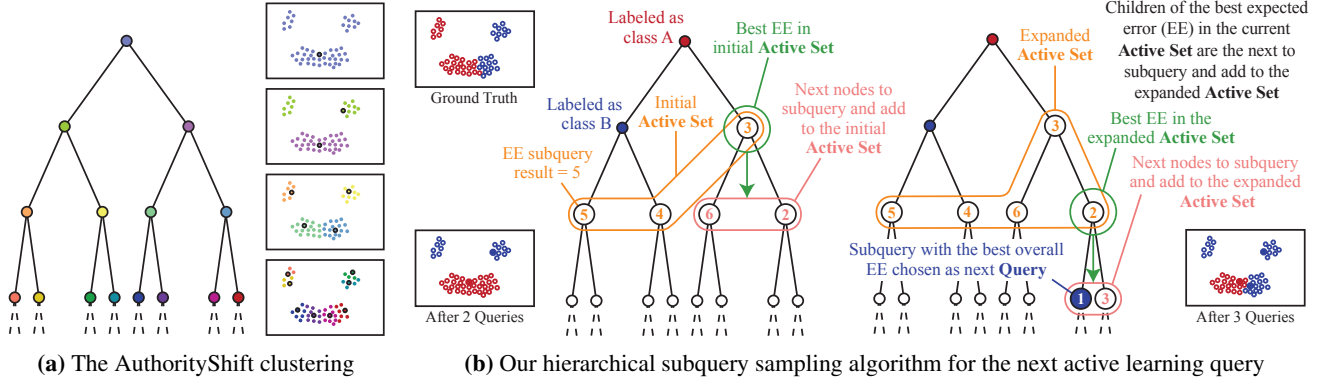 Ground Truth
Labeled as
class A
Best EE in
initial Active Set
Labeled as
class B
Initial
Active Set
Next nodes to
subquery and add
to the initial
Active Set
EE subquery
result = 5
3
5
4
6
2
After 2 Queries
Expanded
Active Set
Children of the best expected
error (EE) in the current
Active Set are the next to
subquery and add to the
expanded Active Set
Best EE in the
expanded Active Set
Next nodes to subquery
and add to the expanded
Active Set
3
5
4
6
2
Subquery with the best overall
EE chosen as next Query
1
3
After 3 Queries
(a) The AuthorityShift clustering
(b) Our hierarchical subquery sampling algorithm for the next active learning query